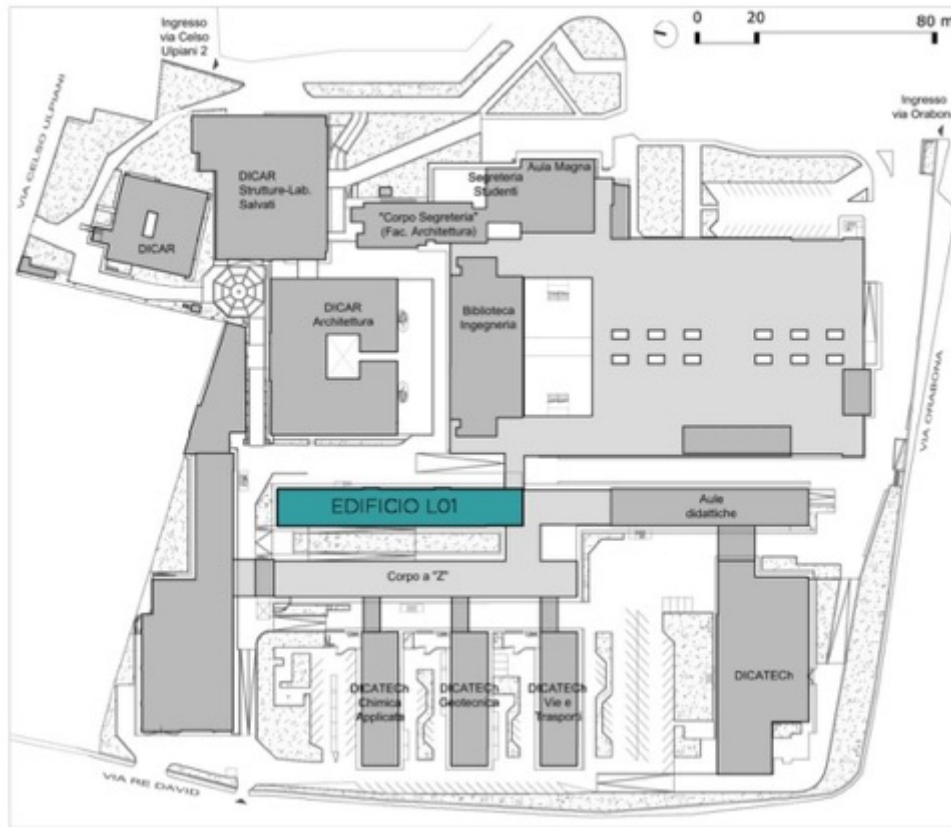 Ingresso
via Celso
Ulpiani 2
0 20 80 m
Ingresso
via Orabona
VIA CELSO ULPIANI
DICAR
Strutture-Lab.
Salvati
Aula Magna
Segreteria
Studenti
"Corpo Segreteria"
(Fac. Architettura)
DICAR
DICAR
Architettura
Biblioteca
Ingegneria
VIA ORABONA
EDIFICIO L01
Aule
didattiche
Corpo a "Z"
DICATECh
Chimica
Applicata
DICATECh
Geotecnica
DICATECh
Vie e
Trasporti
DICATECh
VIA RE DAVID